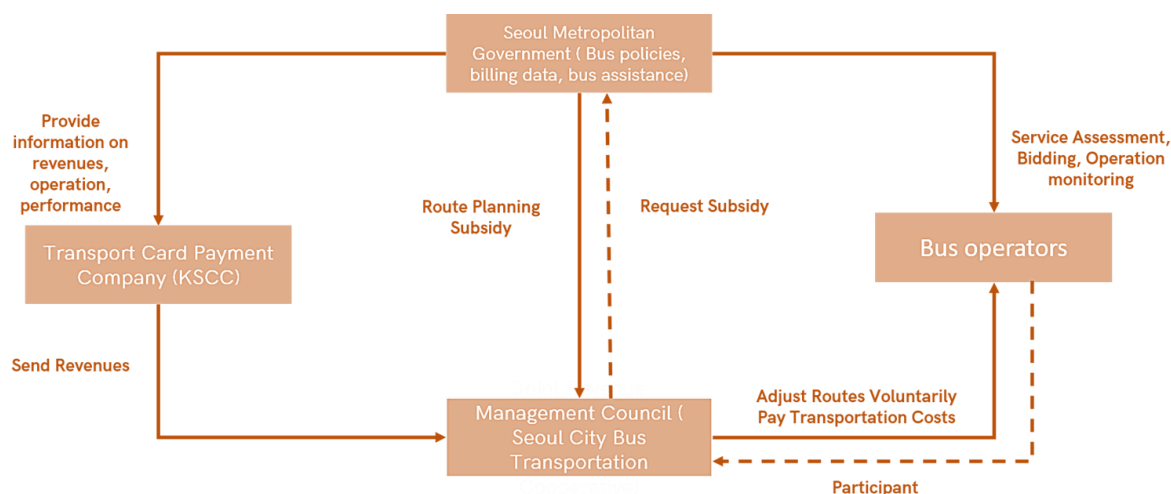 Seoul Metropolitan
Government ( Bus policies,
billing data, bus assistance)
Provide
information on
revenues,
operation,
performance
Service Assessment,
Bidding, Operation
monitoring
Route Planning
Subsidy
Request Subsidy
Transport Card Payment
Company (KSCC)
Bus operators
Send Revenues
Adjust Routes Voluntarily
Pay Transportation Costs
Management Council (
Seoul City Bus
Transportation
Participant